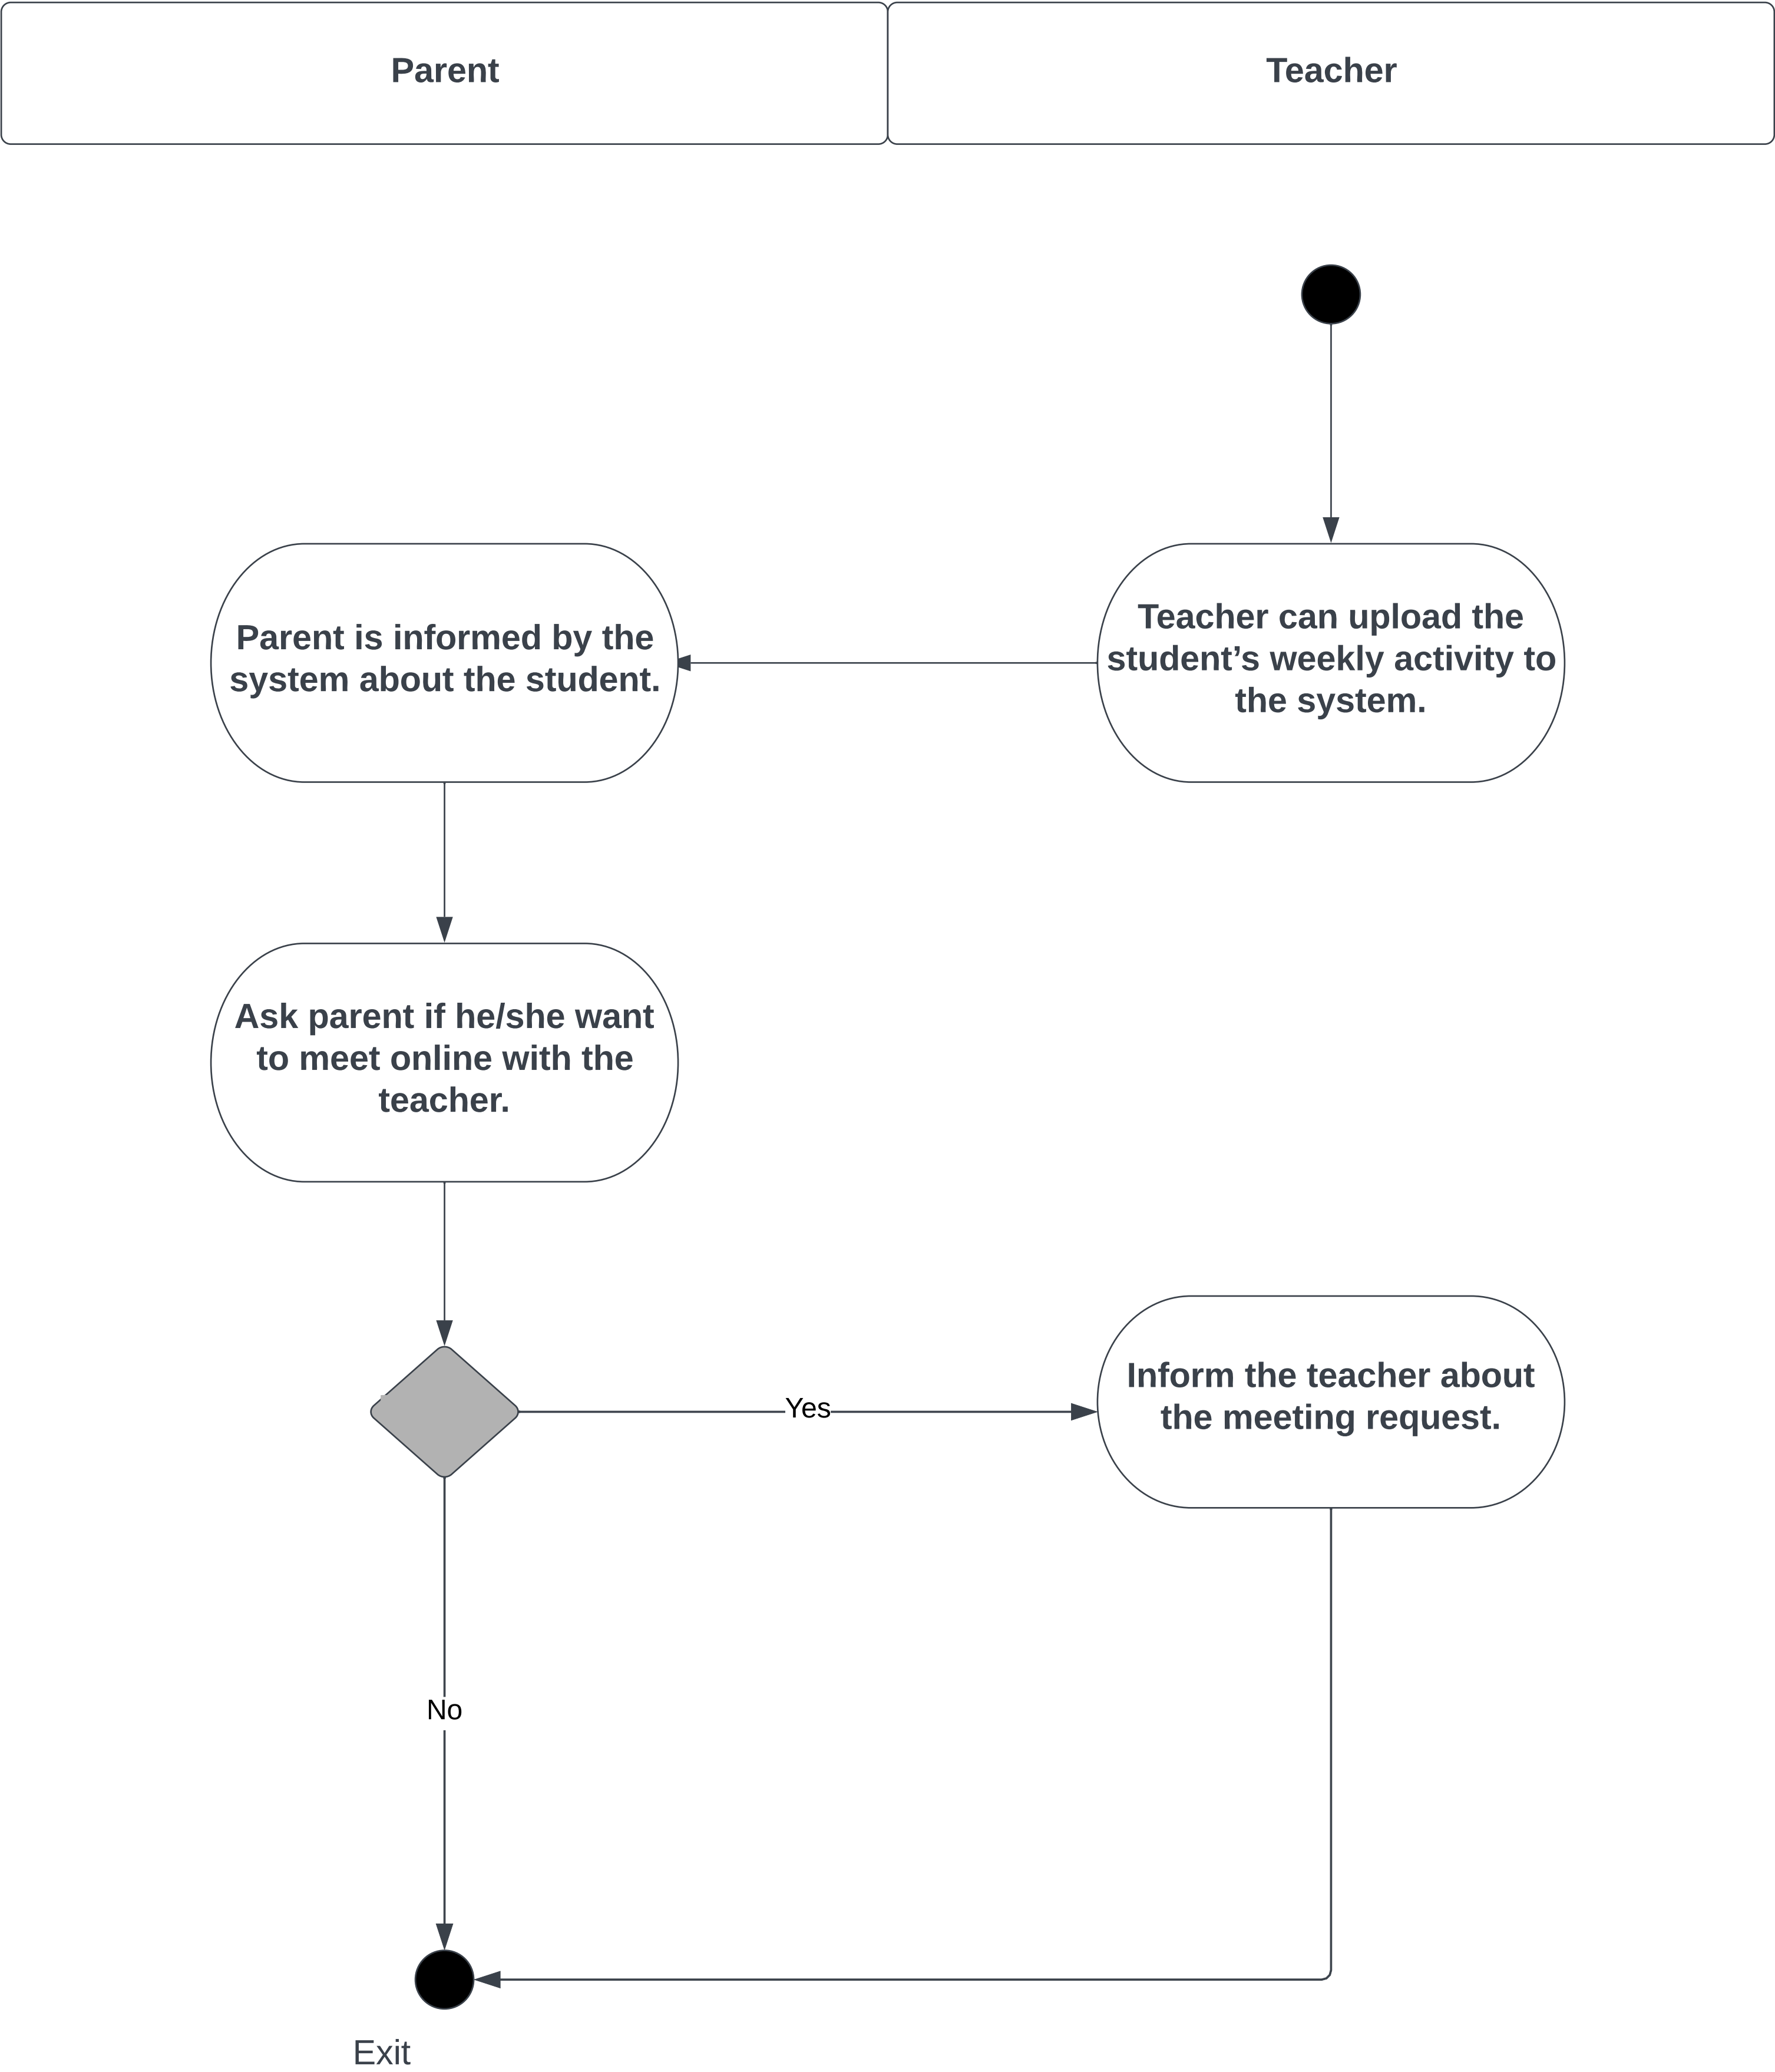 Parent
Teacher
Teacher can upload the
student’s weekly activity to
the system.
Parent is informed by the
system about the student.
Ask parent if he/she want
to meet online with the
teacher.
Yes
Inform the teacher about
the meeting request.
No
Exit